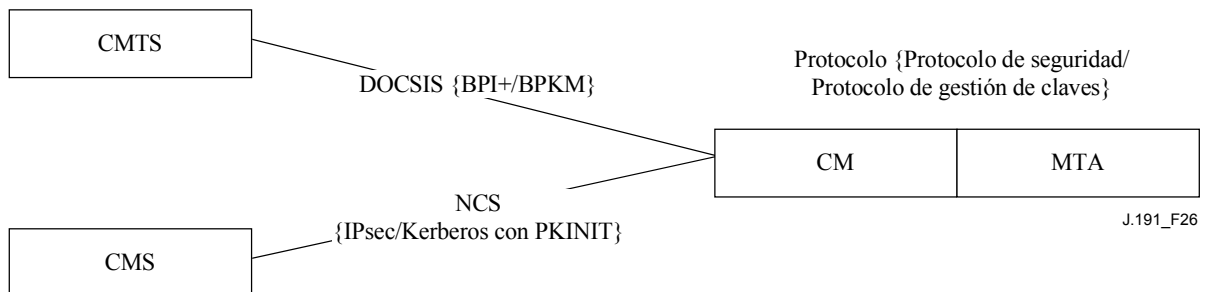 CMTS
DOCSIS {BPI+/BPKM}
Protocolo {Protocolo de seguridad/
Protocolo de gestión de claves}
CM
MTA
NCS
{IPsec/Kerberos con PKINIT}
J.191_F26
CMS